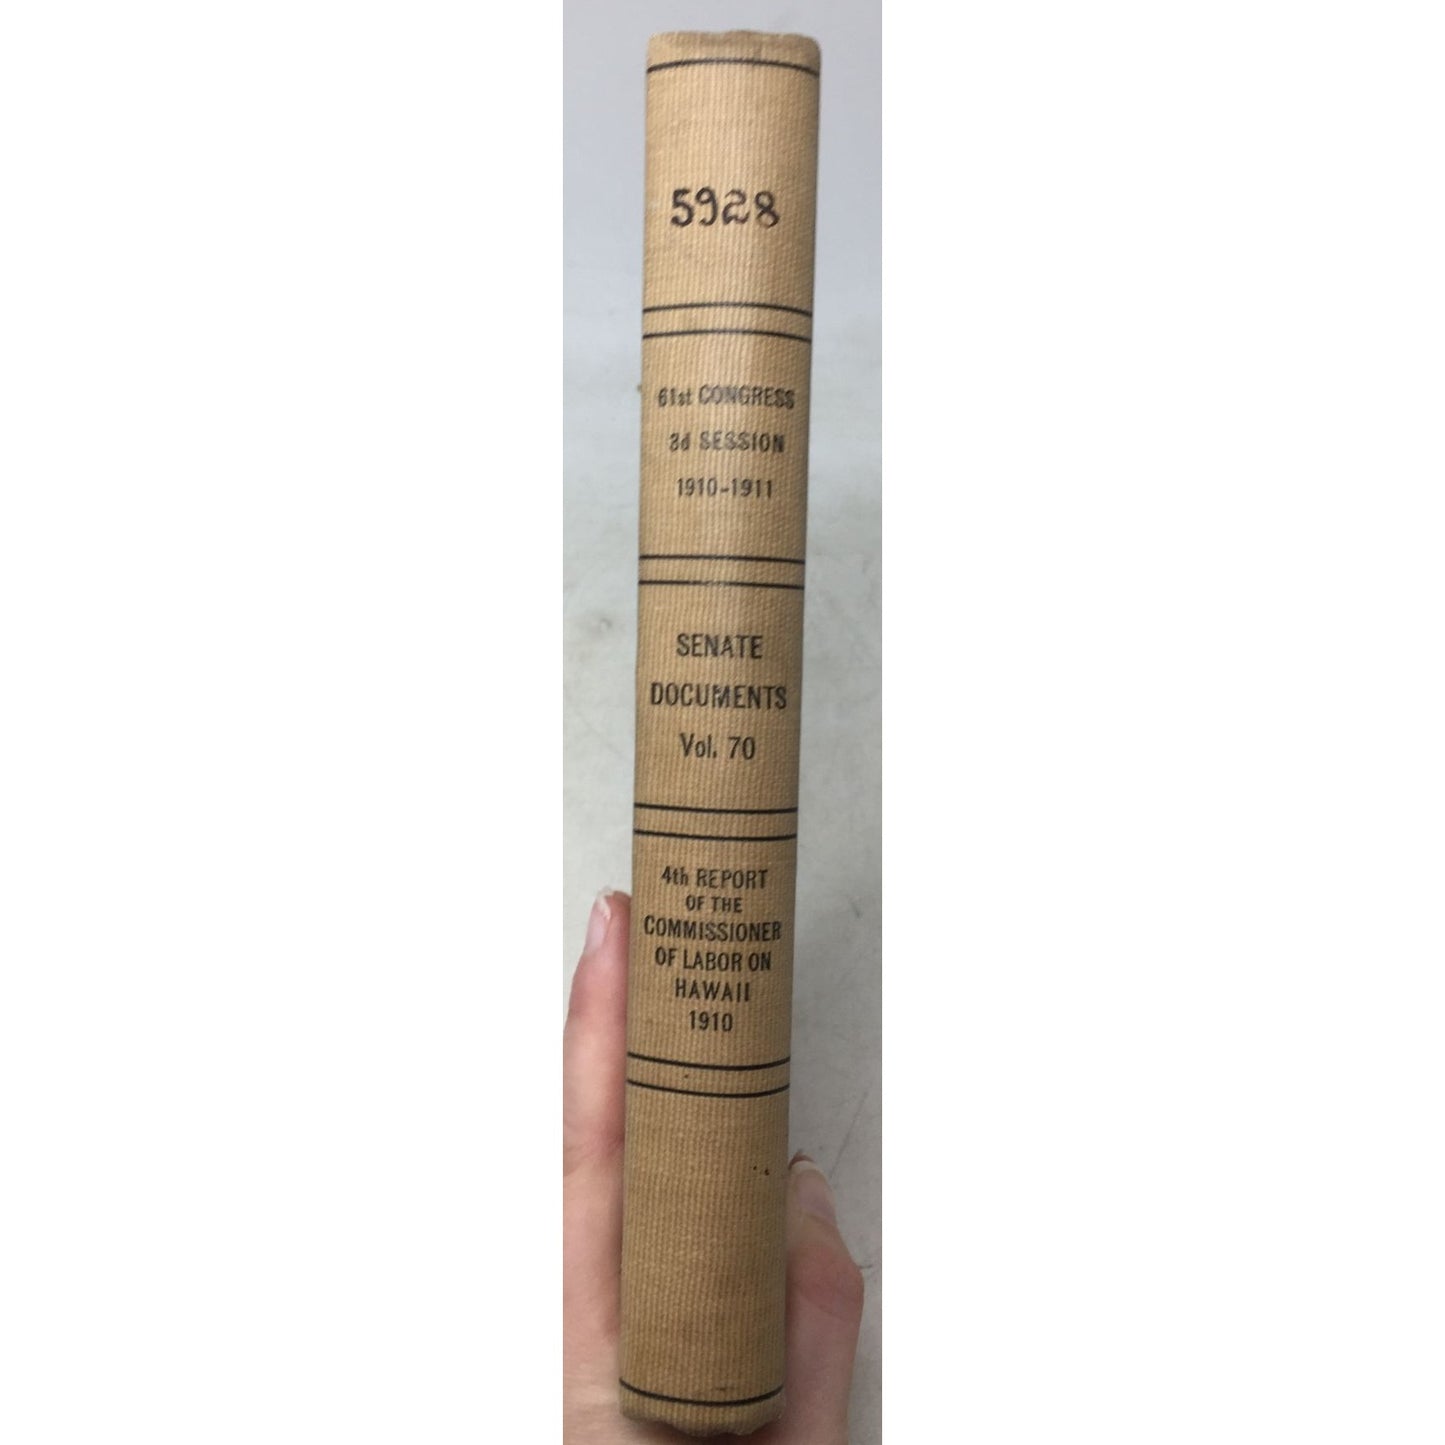 5928
61st CONGRESS
3d SESSION
1910-1911
SENATE
DOCUMENTS
Vol. 70
4th REPORT
OF THE
COMMISSIONER
OF LABOR ON
HAWAII
1910